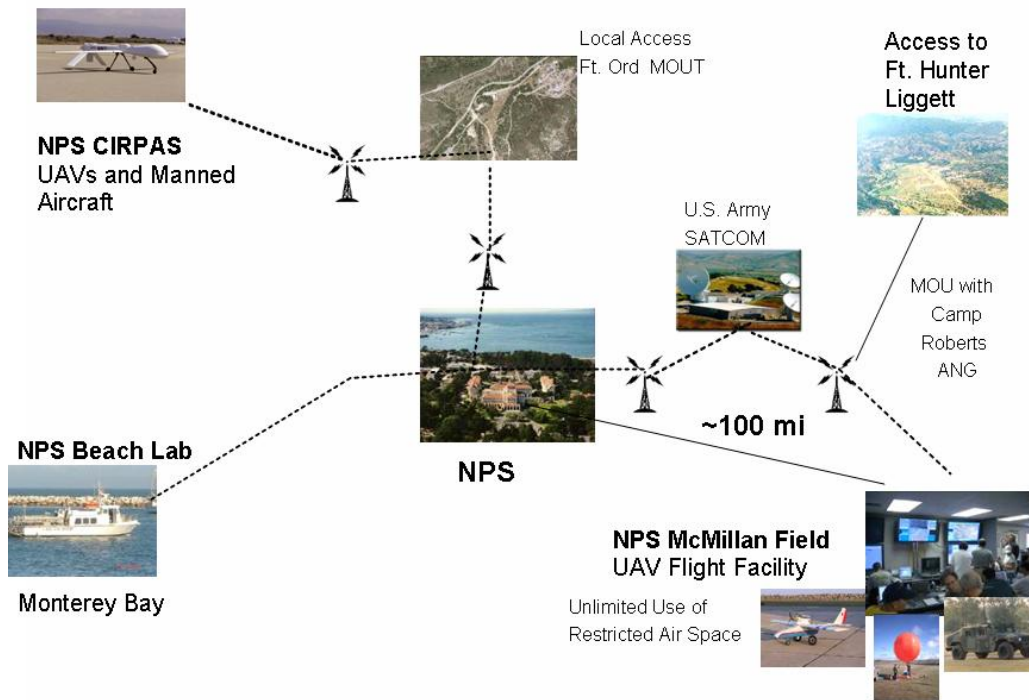 Local Access
Ft. Ord MOUT
Access to
Ft. Hunter
Liggett
NPS CIRPAS
UAVs and Manned
Aircraft
U.S. Army
SATCOM
MOU with
Camp
Roberts
ANG
~100 mi
NPS Beach Lab
NPS
NPS McMillan Field
UAV Flight Facility
Monterey Bay
Unlimited Use of
Restricted Air Space